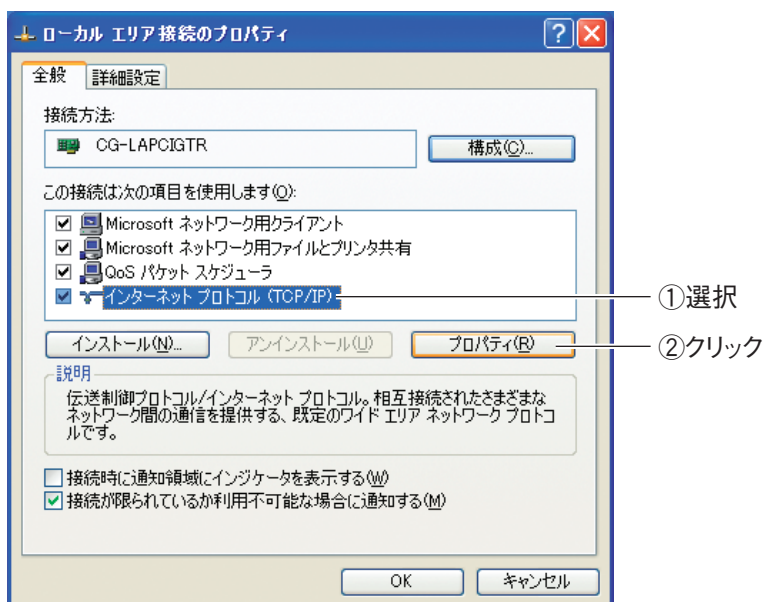 ローカル エリア接続のプロパティ
全般
詳細設定
接続方法:
CG-LAPCIGTR
構成(C)...
この接続は次の項目を使用します(O):
Microsoft ネットワーク用クライアント
Microsoft ネットワーク用ファイルとプリンタ共有
QoS パケット スケジューラ
インターネット プロトコル (TCP/IP)
①選択
インストール(N)...
アンインストール(U)
プロパティ(R)
②クリック
説明
伝送制御プロトコル/インターネット プロトコル。相互接続されたさまざまな
ネットワーク間の通信を提供する、既定のワイド エリア ネットワーク プロトコ
ルです。
接続時に通知領域にインジケータを表示する(W)
接続が限られているか利用不可能な場合に通知する(M)
OK
キャンセル